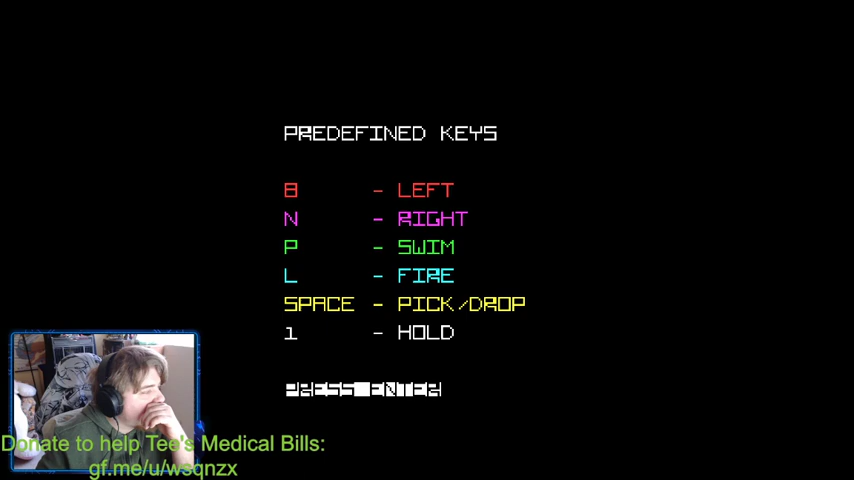 PREDEFINED KEYS
8 - LEFT
N - RIGHT
P - SWIM
L - FIRE
SPACE - PICK/DROP
1 - HOLD
PRESS ENTER
Donate to help Tee's Medical Bills:
gf.me/u/wsqnzx